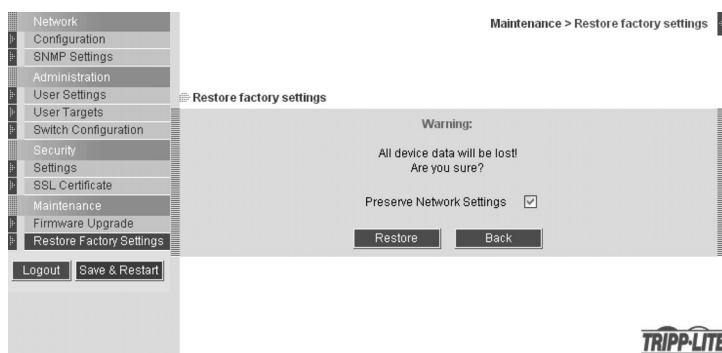 Network
Configuration
SNMP Settings
Administration
User Settings
User Targets
Switch Configuration
Security
Settings
SSL Certificate
Maintenance
Firmware Upgrade
Restore Factory Settings
Logout Save & Restart
Maintenance > Restore factory settings
Restore factory settings
Warning:
All device data will be lost!
Are you sure?
Preserve Network Settings
Restore Back
TRIPP·LITE